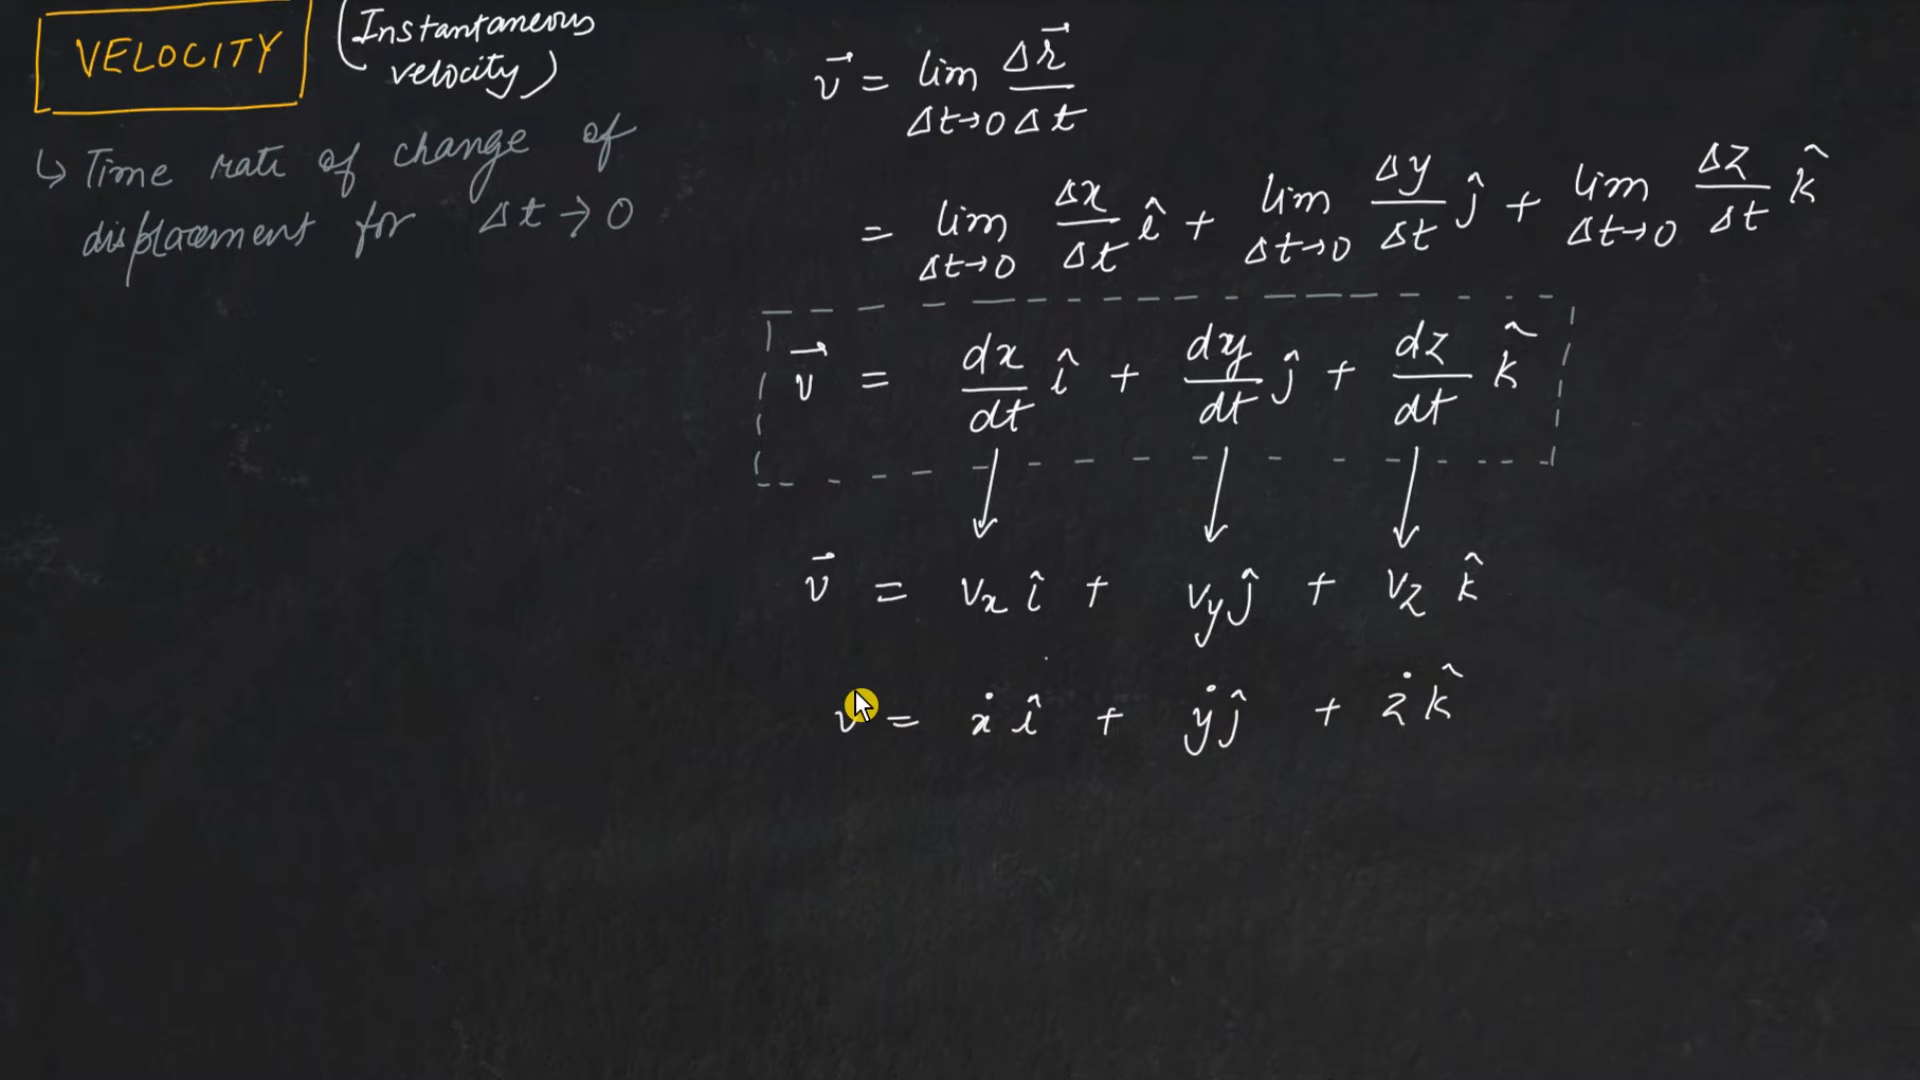 VELOCITY (Instantaneous velocity)
↳ Time rate of change of
displacement for Δt → 0
v⃗ = lim Δt→0 Δr⃗/Δt
= lim Δt→0 Δx/Δt î + lim Δt→0 Δy/Δt ĵ + lim Δt→0 Δz/Δt k̂
v⃗ = dx/dt î + dy/dt ĵ + dz/dt k̂
v⃗ = vₓ î + v_y ĵ + v_z k̂
v = ẋ î + ẏ ĵ + ż k̂